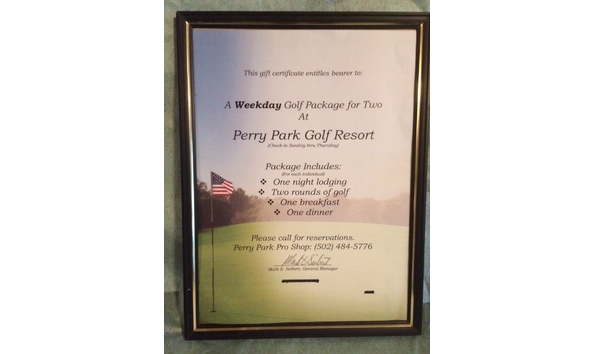 This gift certificate entitles bearer to:
A Weekday Golf Package for Two
At
Perry Park Golf Resort
(Check-in Sunday thru Thursday)
Package Includes:
(For each individual)
❖ One night lodging
❖ Two rounds of golf
❖ One breakfast
❖ One dinner
Please call for reservations.
Perry Park Pro Shop: (502) 484-5776
Mark E. Seibert, General Manager